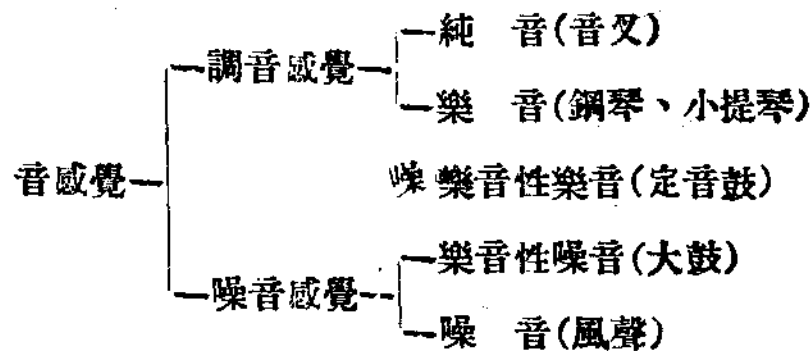 純　音(音叉)
調音感覺
樂　音(鋼琴、小提琴)
音感覺
噪 樂音性樂音(定音鼓)
樂音性噪音(大鼓)
噪音感覺
噪　音(風聲)